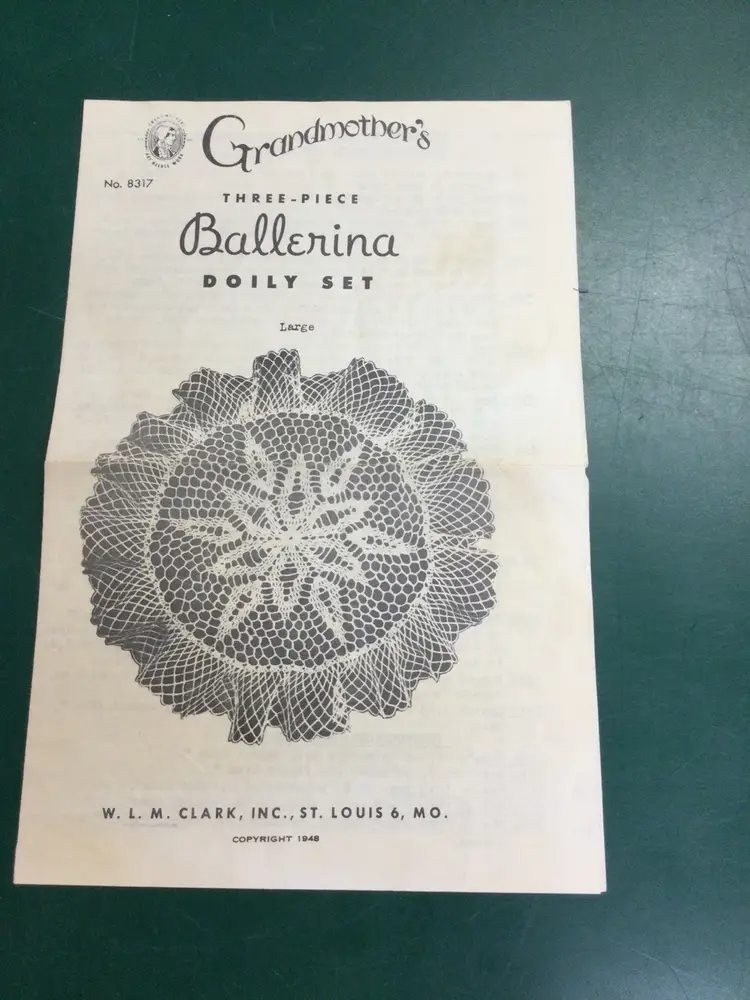 Grandmother's
No. 8317
THREE-PIECE
Ballerina
DOILY SET
Large
W. L. M. CLARK, INC., ST. LOUIS 6, MO.
COPYRIGHT 1948